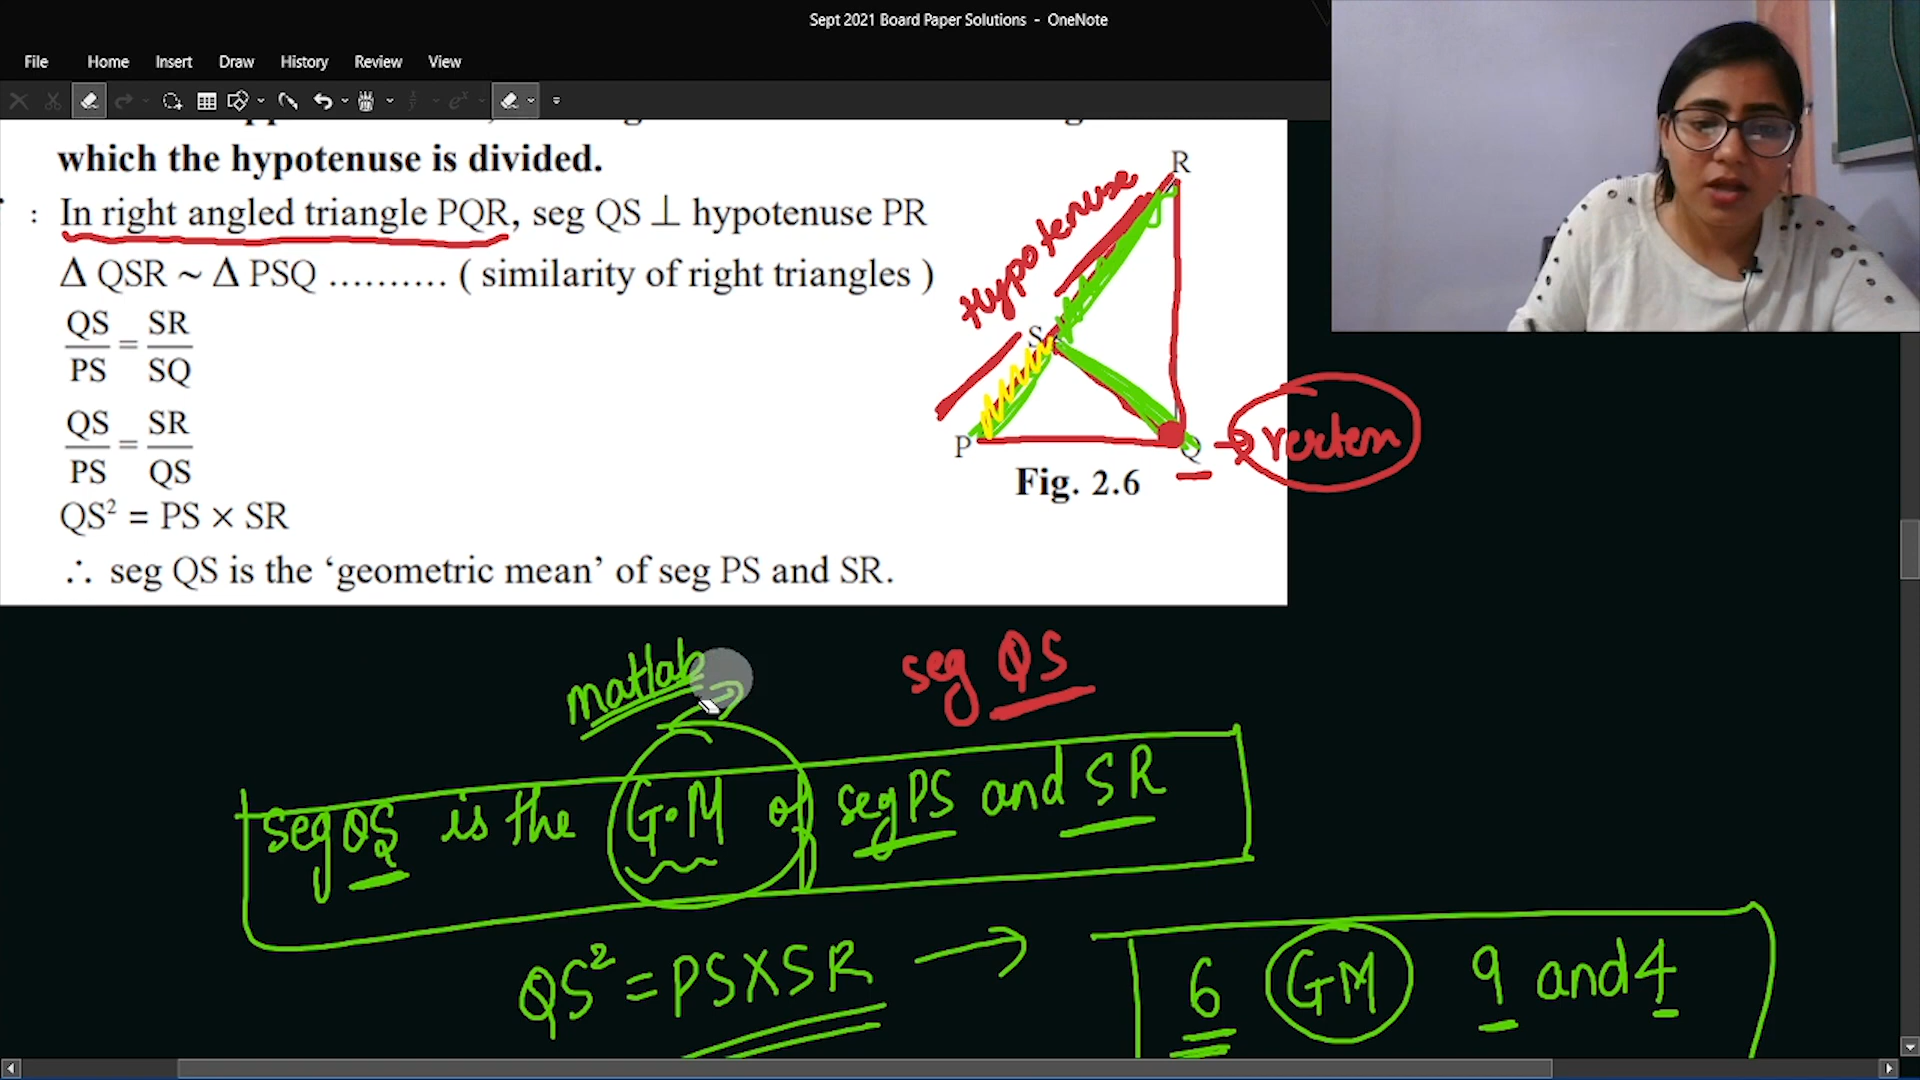 Sept 2021 Board Paper Solutions - OneNote
File Home Insert Draw History Review View
which the hypotenuse is divided.
: In right angled triangle PQR, seg QS ⊥ hypotenuse PR
Δ QSR ~ Δ PSQ .......... ( similarity of right triangles )
QS/PS = SR/SQ
QS/PS = SR/QS
QS² = PS × SR
∴ seg QS is the ‘geometric mean’ of seg PS and SR.
R
Hypotenuse
S
P
Q → vertex
Fig. 2.6
matlab
seg QS
seg QS is the G.M of seg PS and SR
QS² = PS X SR →
6 GM 9 and 4